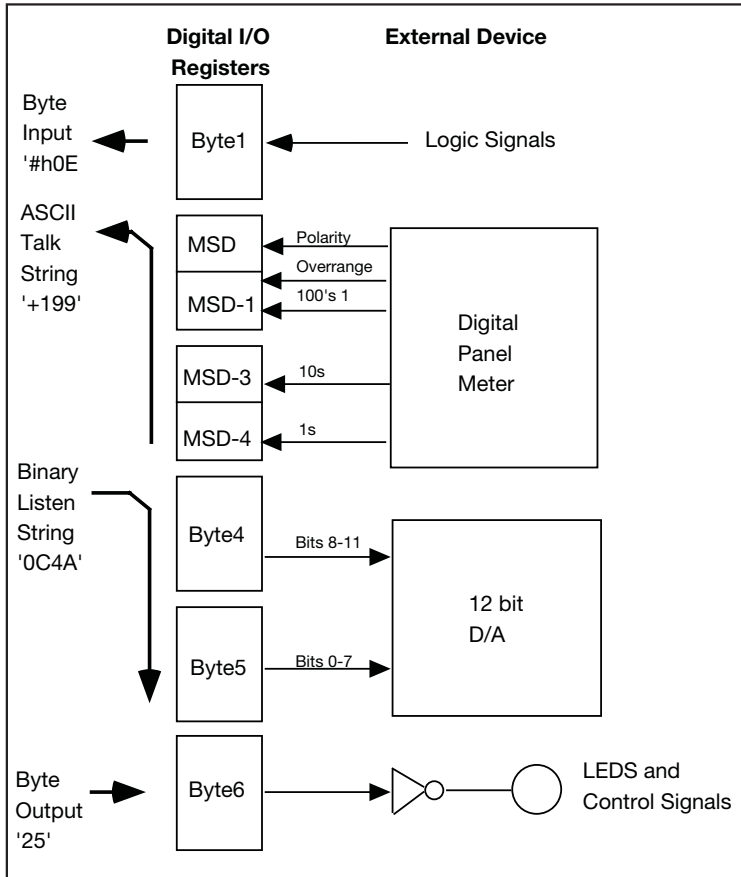 Digital I/O
Registers
External Device
Byte
Input
'#h0E
Byte1
Logic Signals
ASCII
Talk
String
'+199'
MSD
MSD-1
Polarity
Overrange
100's 1
Digital
Panel
Meter
MSD-3
10s
MSD-4
1s
Binary
Listen
String
'0C4A'
Byte4
Bits 8-11
12 bit
D/A
Byte5
Bits 0-7
Byte
Output
'25'
Byte6
LEDS and
Control Signals